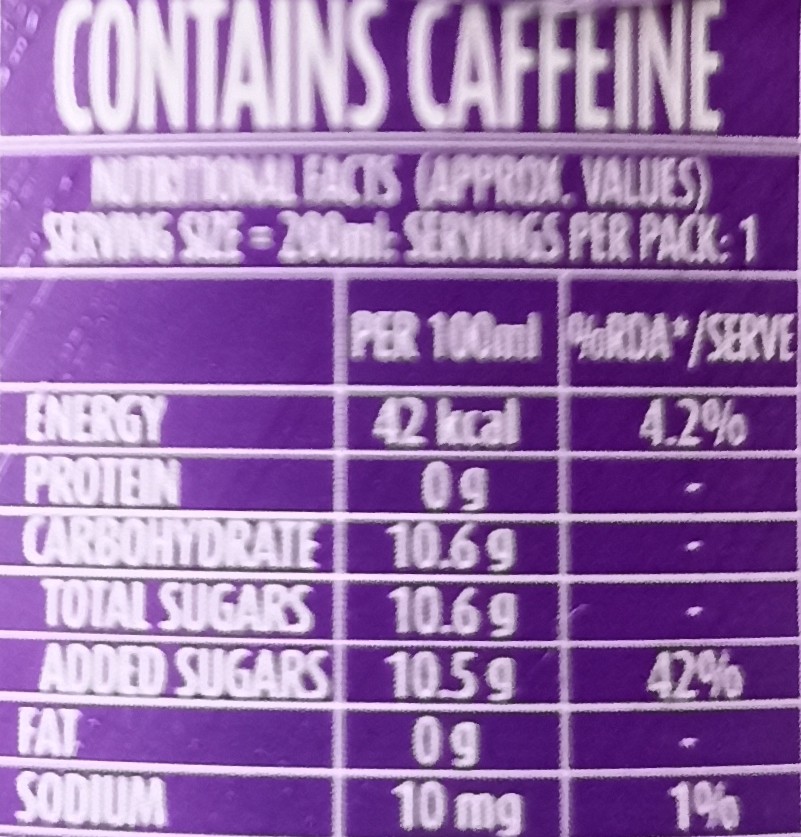 CONTAINS CAFFEINE
NUTRITIONAL FACTS (APPROX. VALUES)
SERVING SIZE = 200ml: SERVINGS PER PACK: 1
PER 100ml %RDA*/SERVE
ENERGY 42 kcal 4.2%
PROTEIN 0 g -
CARBOHYDRATE 10.6 g -
TOTAL SUGARS 10.6 g -
ADDED SUGARS 10.5 g 42%
FAT 0 g -
SODIUM 10 mg 1%